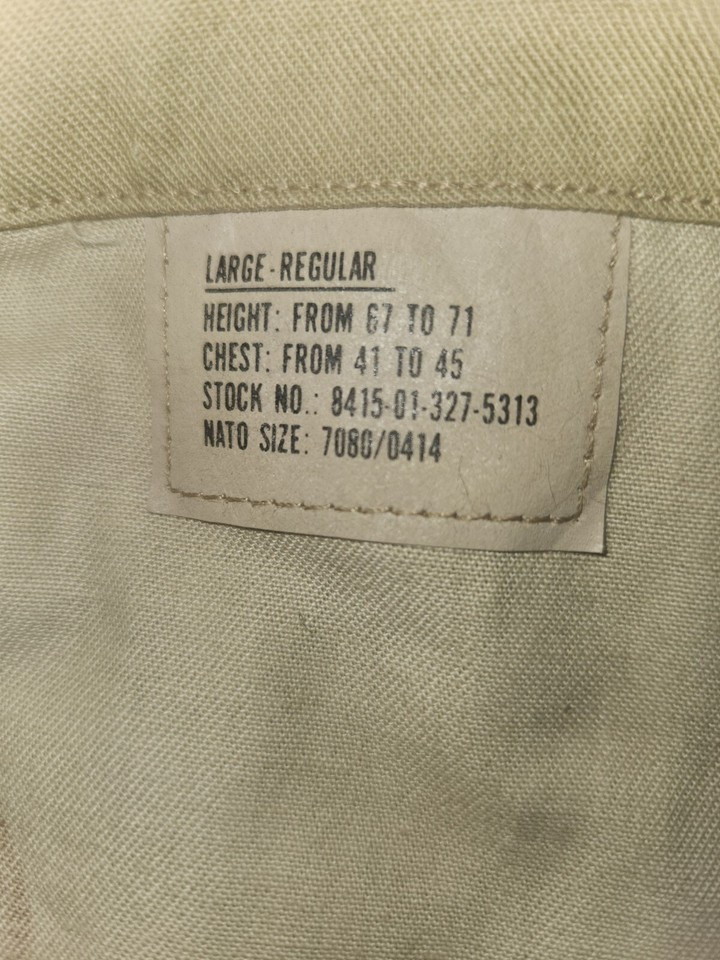 LARGE-REGULAR
HEIGHT: FROM 67 TO 71
CHEST: FROM 41 TO 45
STOCK NO.: 8415-01-327-5313
NATO SIZE: 7080/0414